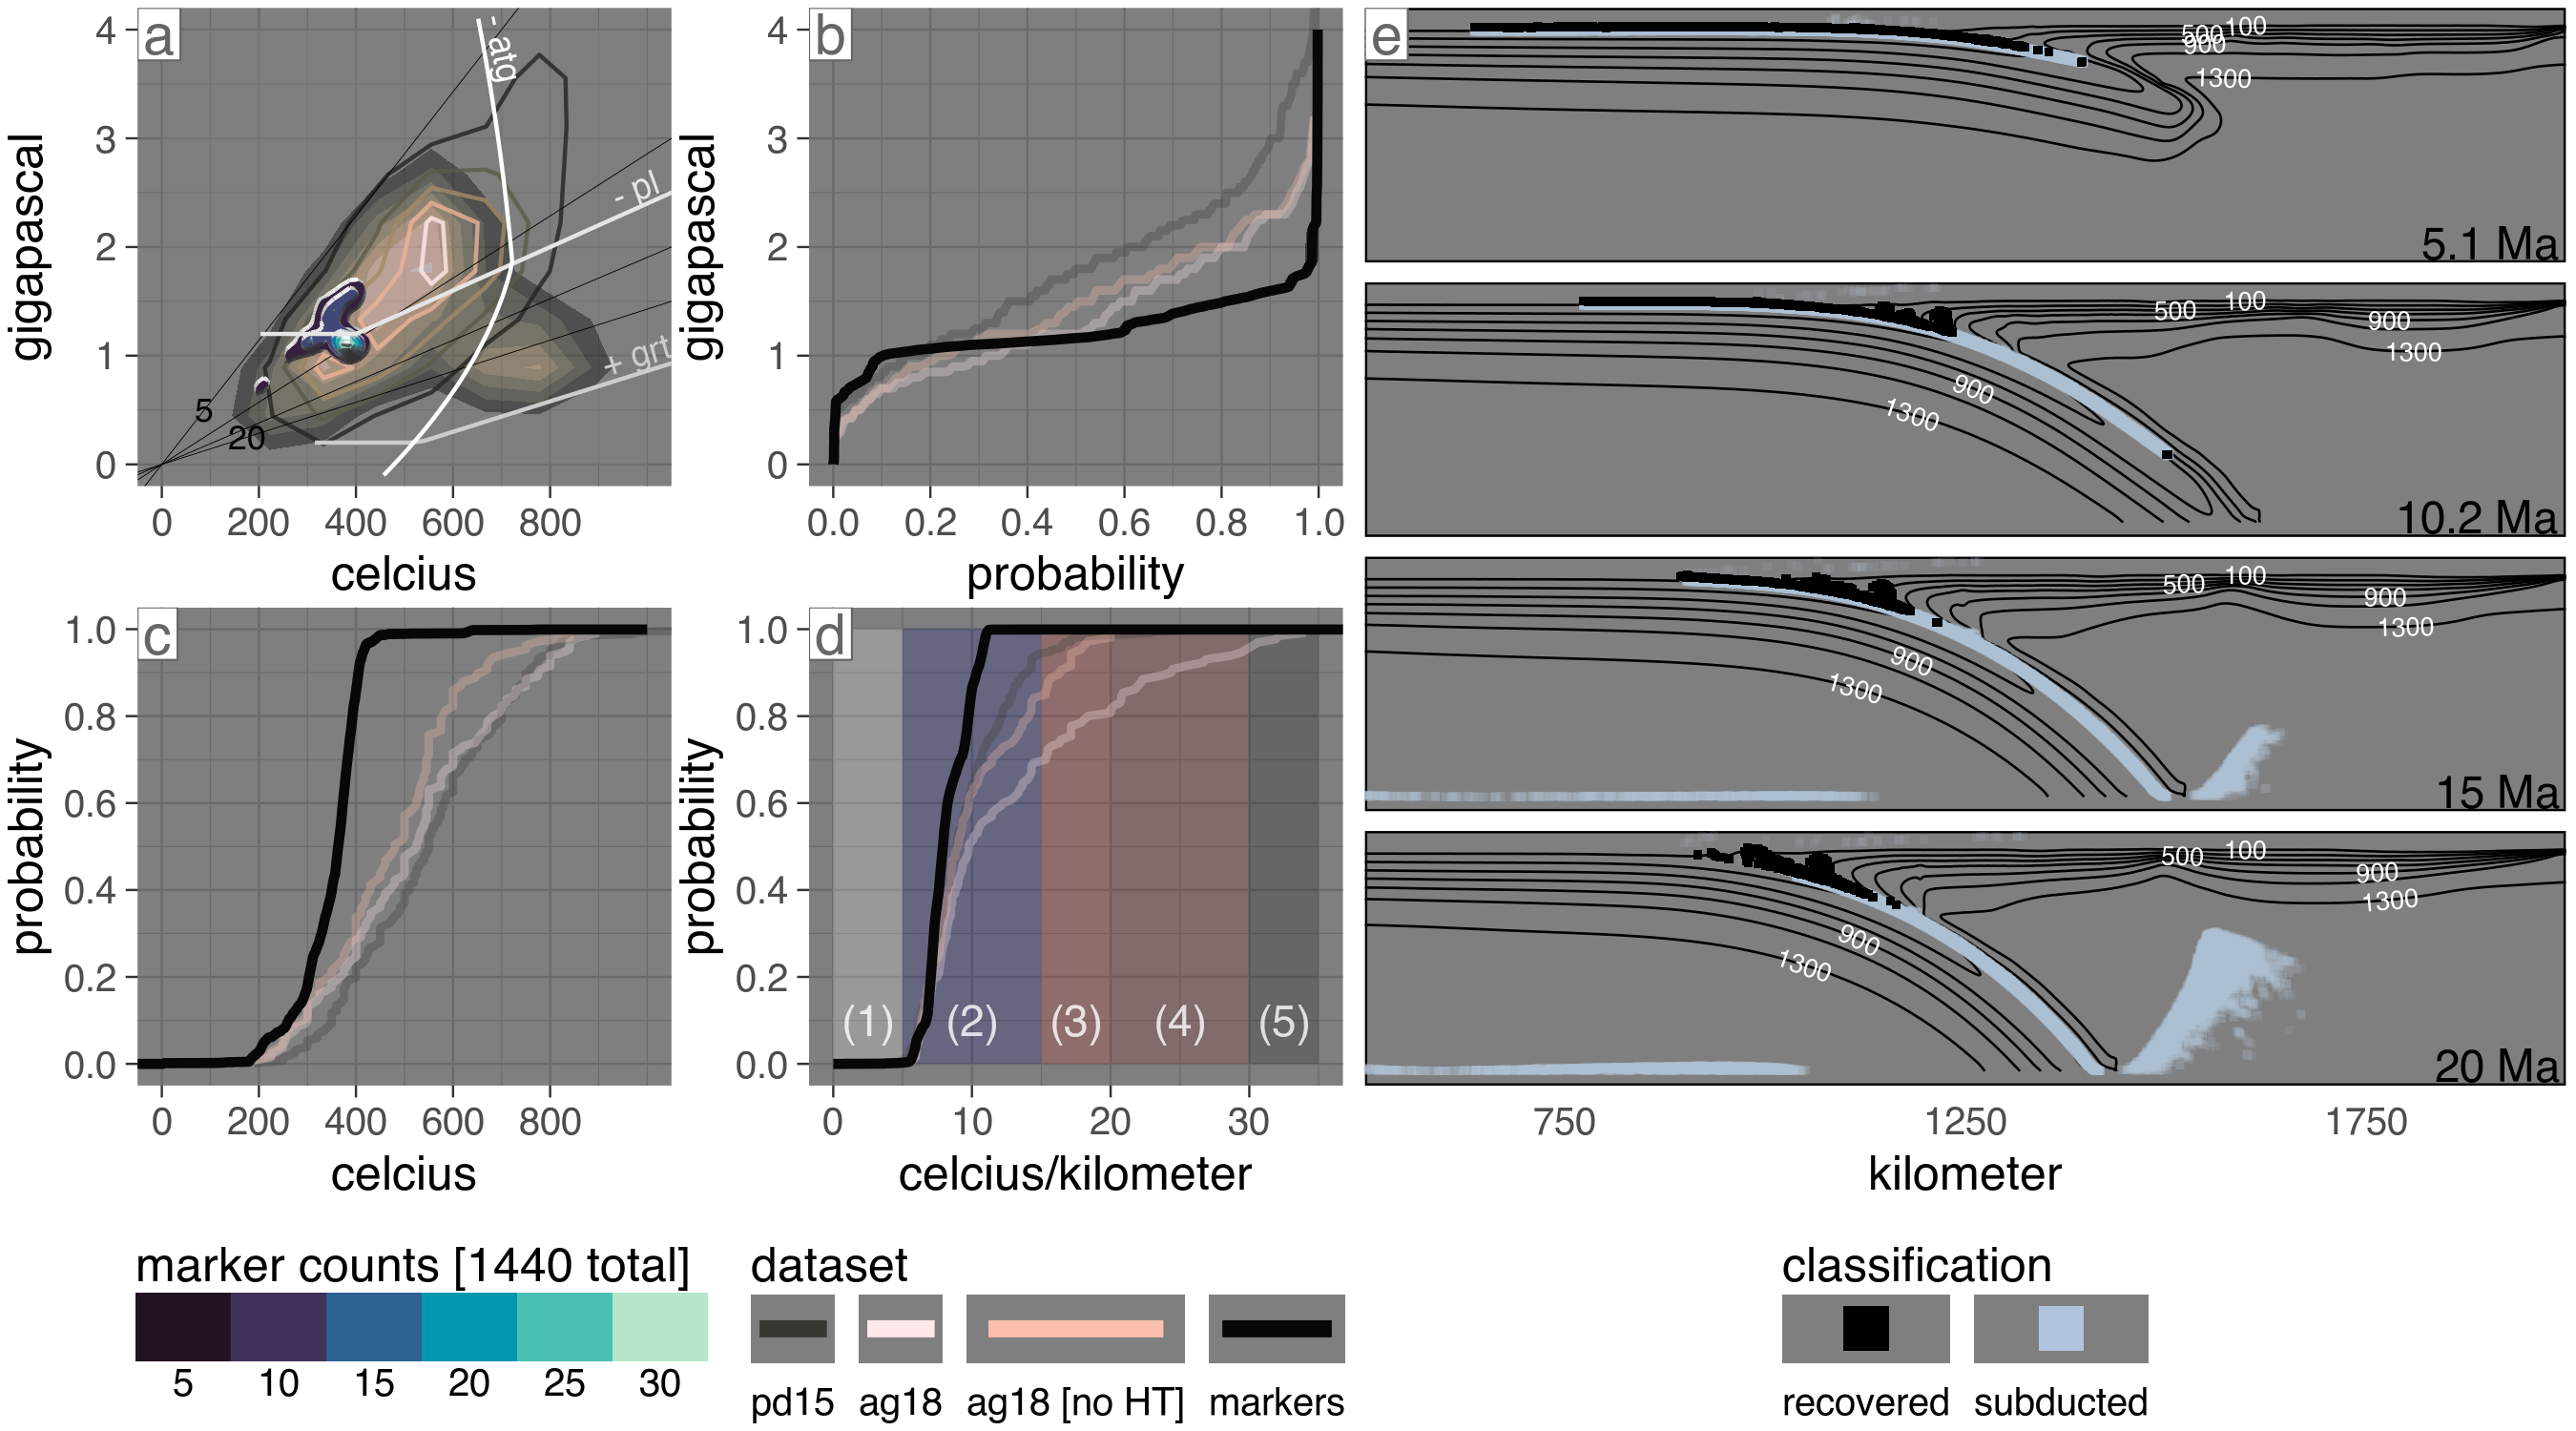 a
4
3
2
1
0
gigapascal
- atg
- pl
+ grt
5
20
0 200 400 600 800
celcius
b
4
3
2
1
0
gigapascal
0.0 0.2 0.4 0.6 0.8 1.0
probability
c
1.0
0.8
0.6
0.4
0.2
0.0
probability
0 200 400 600 800
celcius
d
1.0
0.8
0.6
0.4
0.2
0.0
probability
(1) (2) (3) (4) (5)
0 10 20 30
celcius/kilometer
e
500 100
900
1300
5.1 Ma
500 100
900
1300
900
1300
10.2 Ma
500 100
900
1300
900
1300
15 Ma
500 100
900
1300
900
1300
20 Ma
750 1250 1750
kilometer
marker counts [1440 total]
5 10 15 20 25 30
dataset
pd15 ag18 ag18 [no HT] markers
classification
recovered subducted